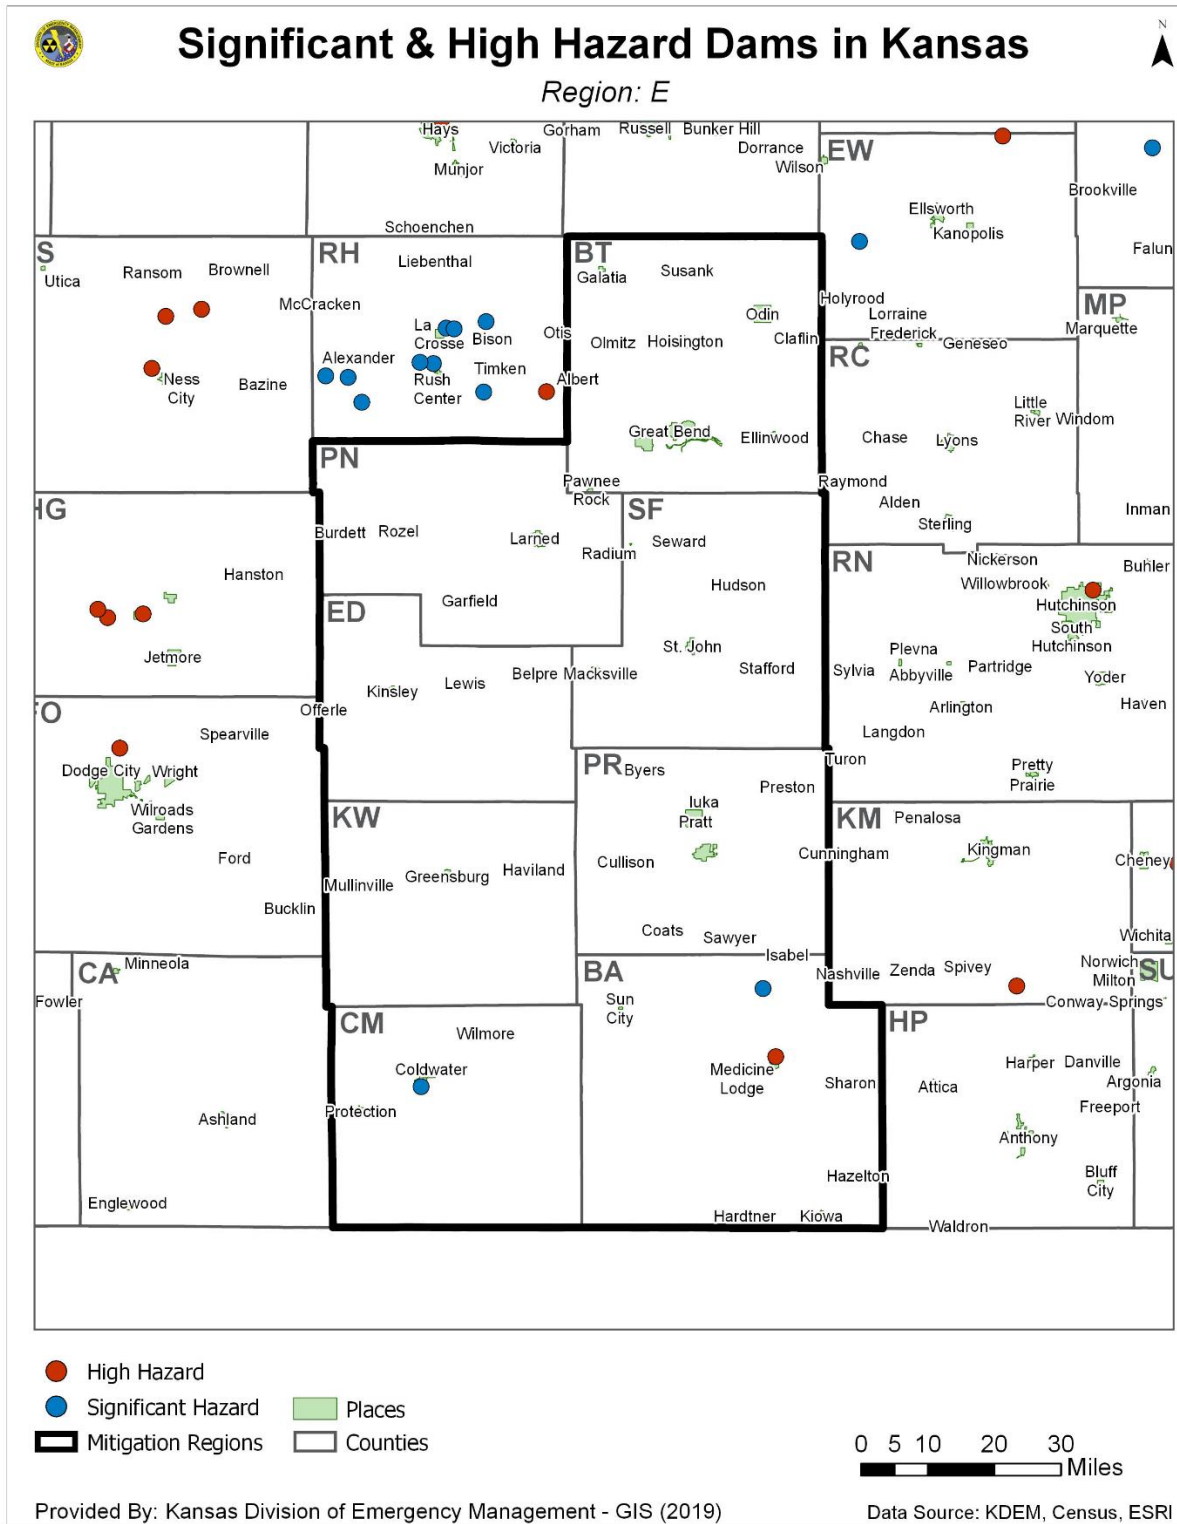 Significant & High Hazard Dams in Kansas
N
Region: E
Hays
Gorham
Russell
Bunker Hill
Victoria
Dorrance
EW
Munjor
Wilson
Brookville
Ellsworth
Kanopolis
Schoenchen
S
RH
BT
Falun
Utica
Ransom
Brownell
Liebenthal
Galatia
Susank
McCracken
Holyrood
MP
La
Crosse
Bison
Otis
Odin
Lorraine
Frederick
Marquette
Olmitz
Hoisington
Claflin
Geneseo
RC
Alexander
Timken
Ness
City
Bazine
Rush
Center
Albert
Little
River
Windom
Great Bend
Ellinwood
Chase
Lyons
PN
Pawnee
Rock
Raymond
HG
SF
Alden
Inman
Burdett
Rozel
Larned
Radium
Seward
Sterling
RN
Nickerson
Buhler
Hanston
Hudson
Willowbrook
ED
Garfield
Hutchinson
South
Hutchinson
Jetmore
St. John
Plevna
Abbyville
Partridge
Kinsley
Lewis
Belpre
Macksville
Stafford
Sylvia
Yoder
FO
Offerle
Arlington
Haven
Spearville
Langdon
PR
Byers
Turon
Dodge City
Wright
Preston
Pretty
Prairie
Wilroads
Gardens
KW
Iuka
Pratt
KM
Penalosa
Ford
Cullison
Cunningham
Kingman
Cheney
Mullinville
Greensburg
Haviland
Bucklin
Coats
Sawyer
Wichita
Isabel
CA
Minneola
BA
Nashville
Zenda
Spivey
Norwich
Milton
SU
Fowler
Sun
City
Conway Springs
CM
Wilmore
HP
Coldwater
Medicine
Lodge
Sharon
Attica
Harper
Danville
Argonia
Ashland
Protection
Freeport
Anthony
Englewood
Hazelton
Bluff
City
Hardtner
Kiowa
Waldron
High Hazard
Significant Hazard
Places
Mitigation Regions
Counties
0 5 10 20 30
Miles
Provided By: Kansas Division of Emergency Management - GIS (2019)
Data Source: KDEM, Census, ESRI